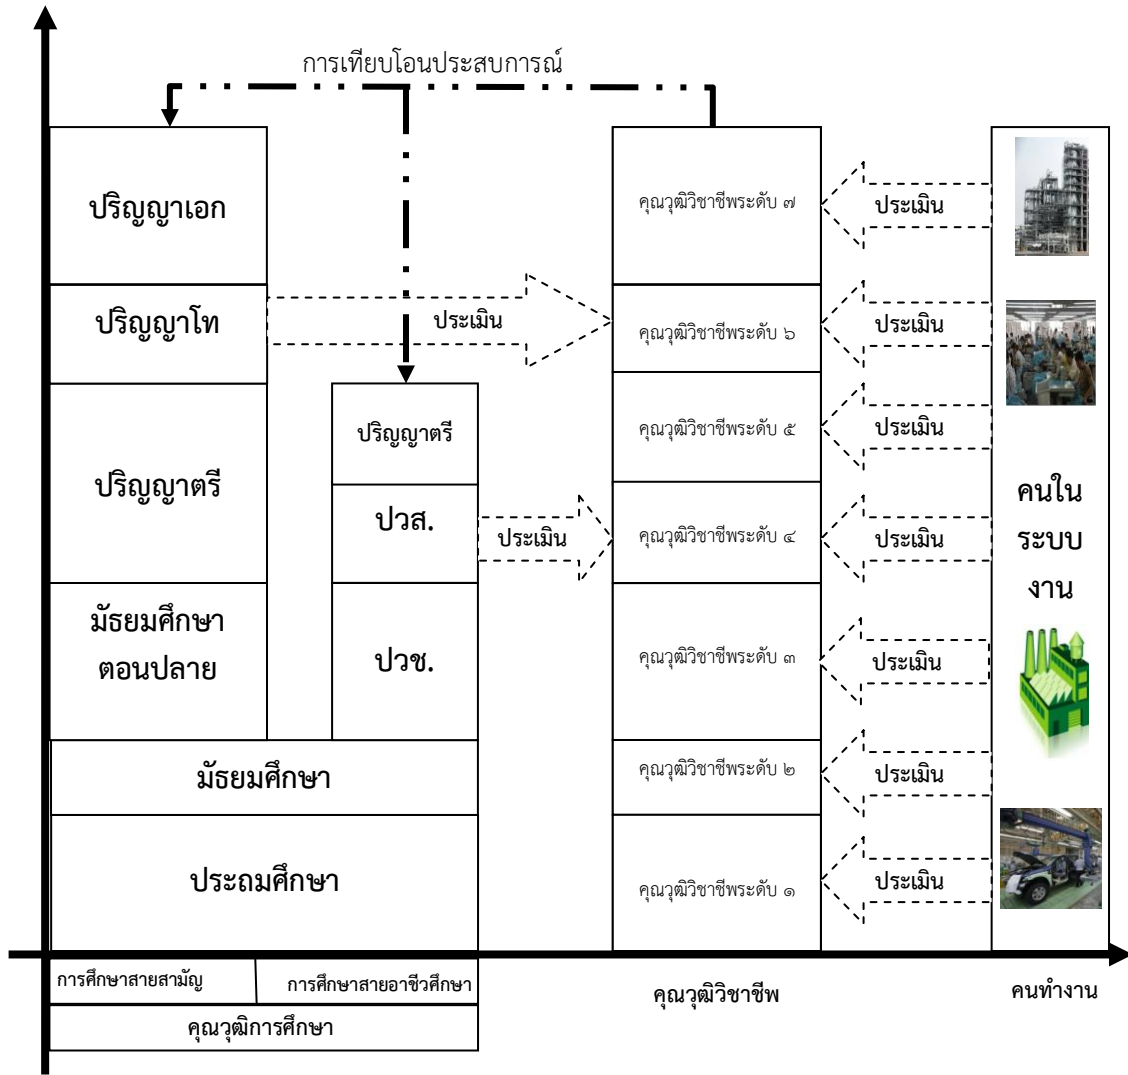 การเทียบโอนประสบการณ์
ปริญญาเอก
คุณวุฒิวิชาชีพระดับ ๗
ประเมิน
ปริญญาโท
ประเมิน
คุณวุฒิวิชาชีพระดับ ๖
ประเมิน
ปริญญาตรี
ปริญญาตรี
คุณวุฒิวิชาชีพระดับ ๕
ประเมิน
ปวส.
ประเมิน
คุณวุฒิวิชาชีพระดับ ๔
ประเมิน
คนใน
ระบบ
งาน
มัธยมศึกษา
ตอนปลาย
ปวช.
คุณวุฒิวิชาชีพระดับ ๓
ประเมิน
มัธยมศึกษา
คุณวุฒิวิชาชีพระดับ ๒
ประเมิน
ประถมศึกษา
คุณวุฒิวิชาชีพระดับ ๑
ประเมิน
การศึกษาสายสามัญ
การศึกษาสายอาชีวศึกษา
คุณวุฒิการศึกษา
คุณวุฒิวิชาชีพ
คนทำงาน